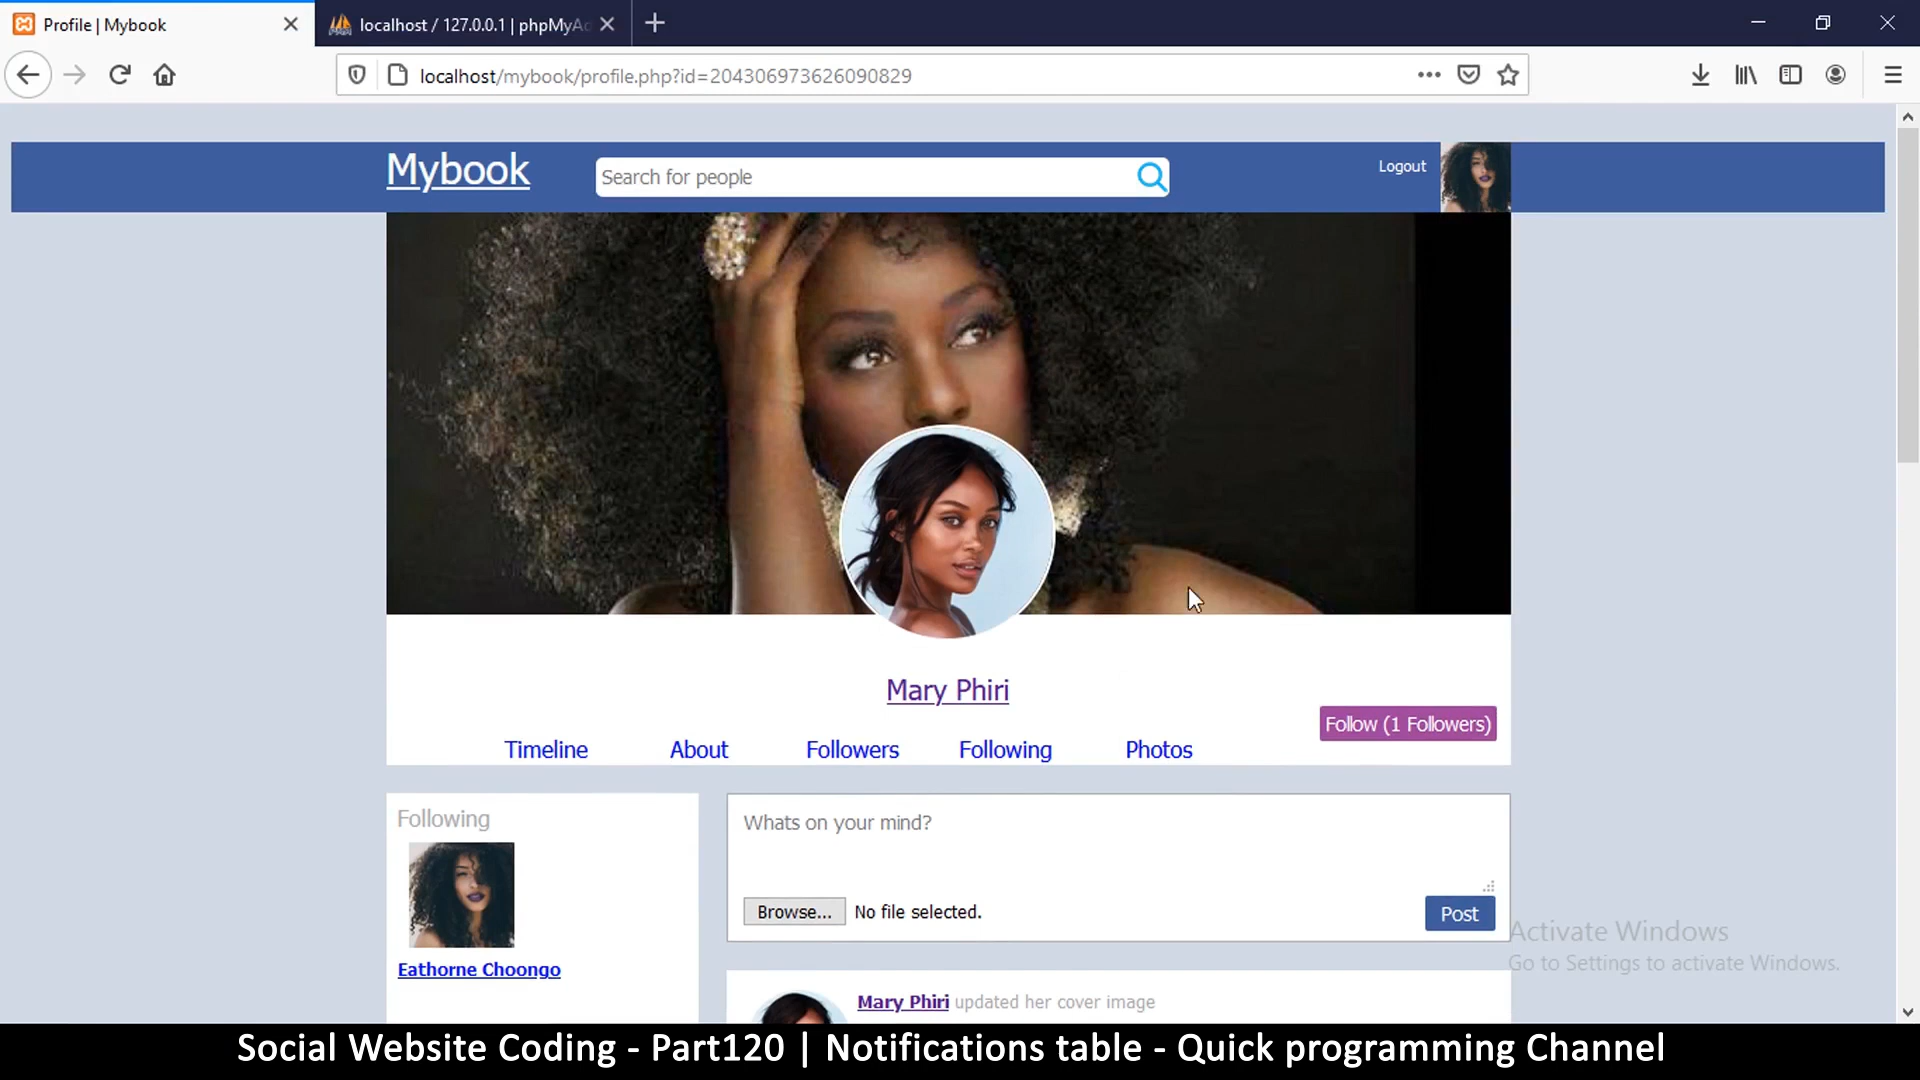 Profile | Mybook
localhost / 127.0.0.1 | phpMyAd
localhost/mybook/profile.php?id=204306973626090829
Mybook
Search for people
Logout
Mary Phiri
Follow (1 Followers)
Timeline
About
Followers
Following
Photos
Following
Whats on your mind?
Browse...
No file selected.
Post
Activate Windows
Go to Settings to activate Windows.
Eathorne Choongo
Mary Phiri updated her cover image
Social Website Coding - Part120 | Notifications table - Quick programming Channel